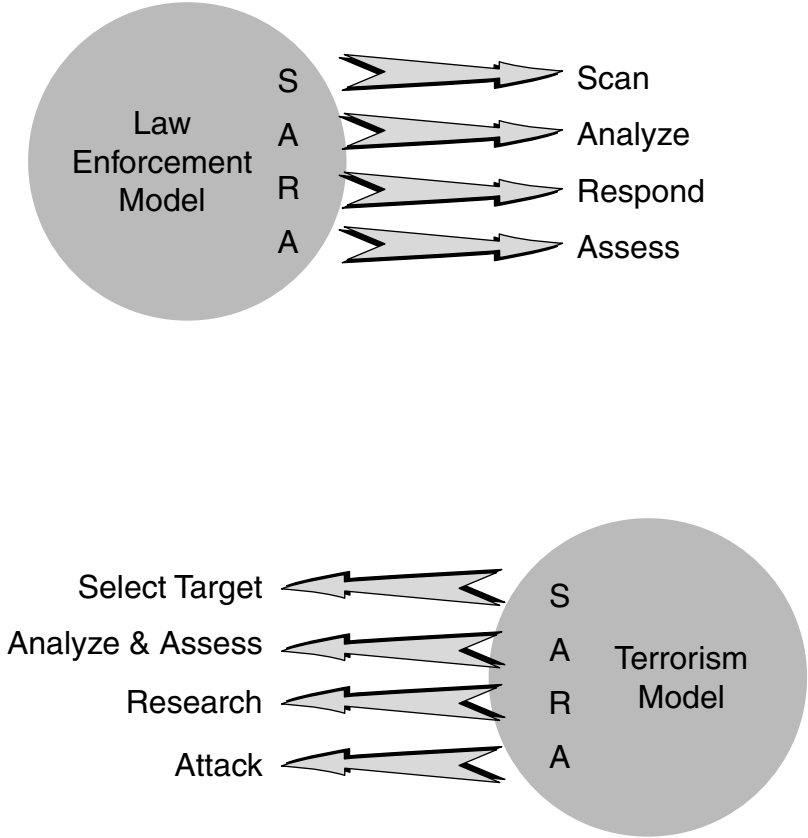 Law
Enforcement
Model
S
A
R
A
Scan
Analyze
Respond
Assess
Select Target
Analyze & Assess
Research
Attack
S
A
R
A
Terrorism
Model